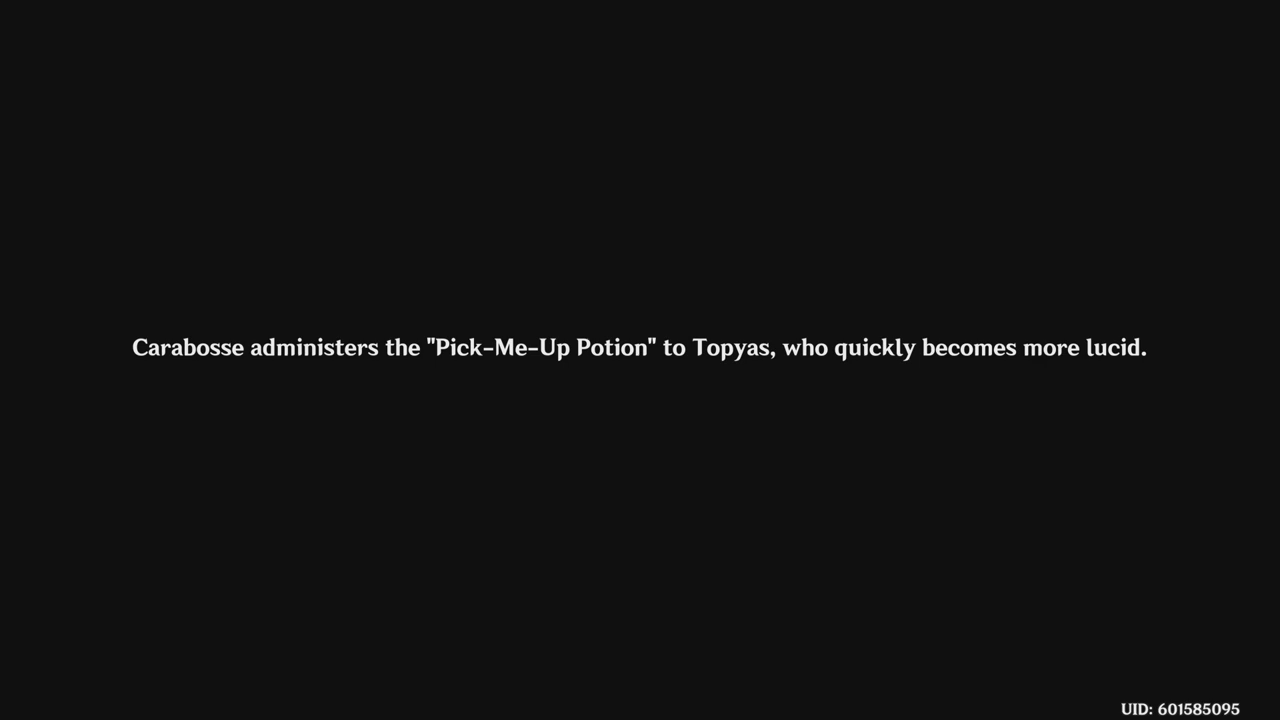 Carabosse administers the "Pick-Me-Up Potion" to Topyas, who quickly becomes more lucid.
UID: 601585095